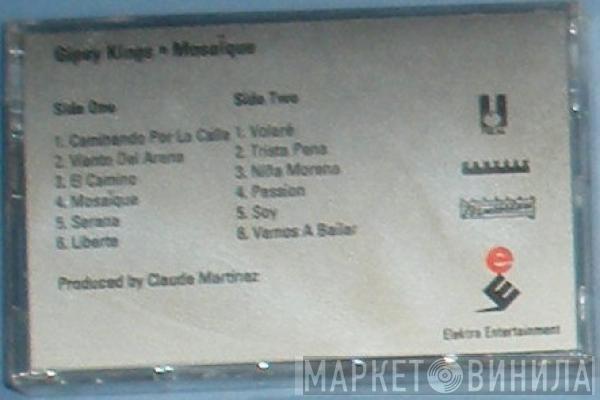 Gipsy Kings • Mosaïque
Side One
1. Caminando Por La Calle
2. Viento Del Arena
3. El Camino
4. Mosaique
5. Serana
6. Liberte
Side Two
1. Volaré
2. Trista Pena
3. Niña Morena
4. Passion
5. Soy
6. Vamos A Bailar
Produced by Claude Martinez
e
Elektra Entertainment
МАРКЕТ ВИНИЛА